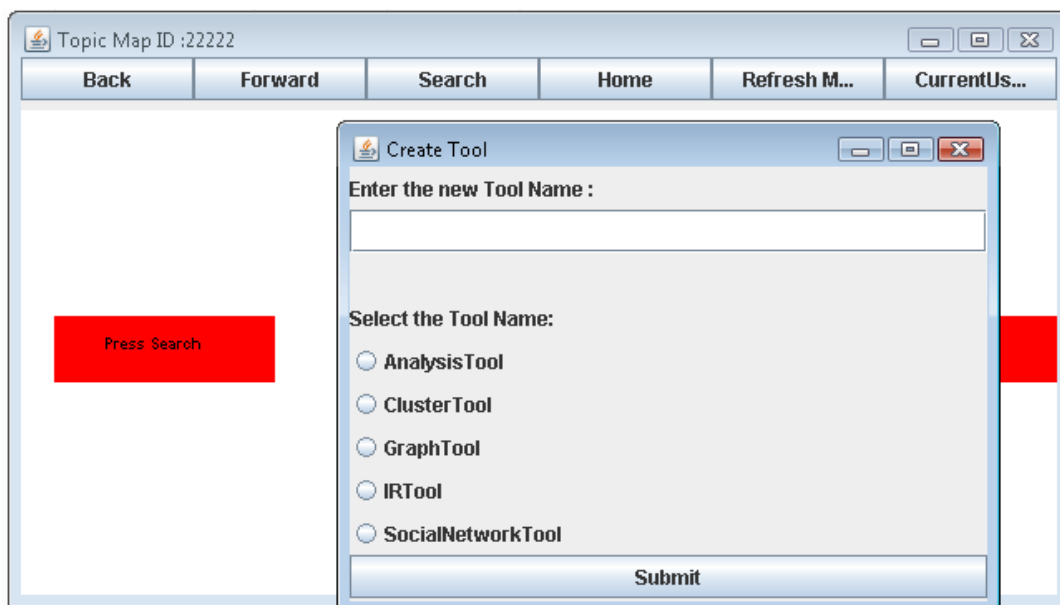 Topic Map ID :22222
Back Forward Search Home Refresh M... CurrentUs...
Create Tool
Enter the new Tool Name :
Select the Tool Name:
Press Search
AnalysisTool
ClusterTool
GraphTool
IRTool
SocialNetworkTool
Submit